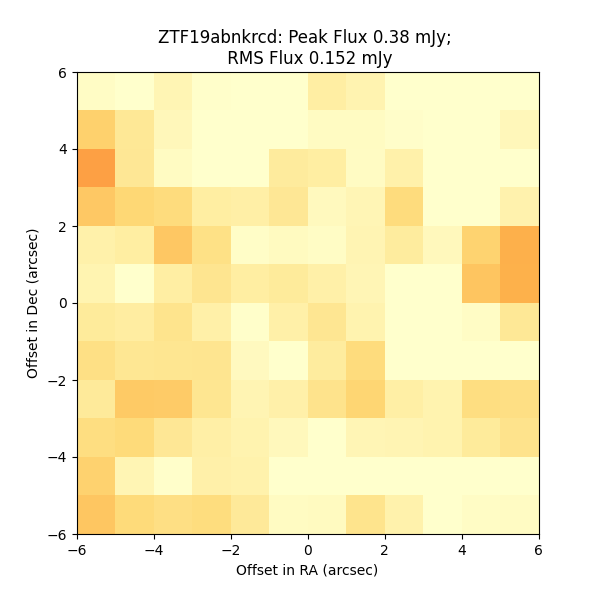 ZTF19abnkrcd: Peak Flux 0.38 mJy;
RMS Flux 0.152 mJy
6
4
2
0
−2
−4
−6
Offset in Dec (arcsec)
−6 −4 −2 0 2 4 6
Offset in RA (arcsec)